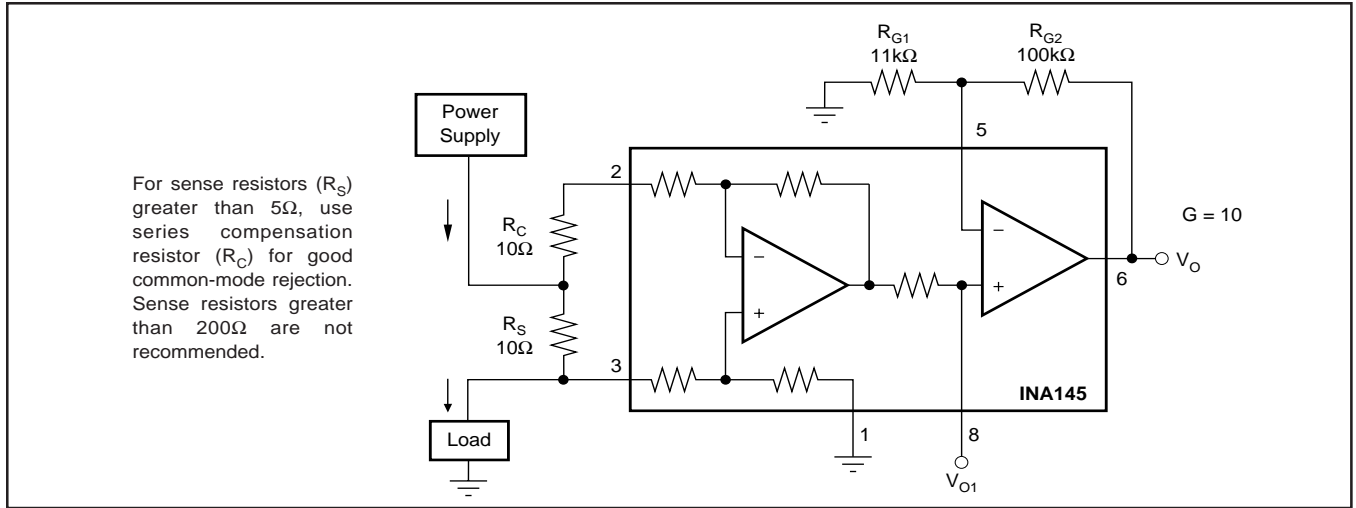 For sense resistors (RS)
greater than 5Ω, use
series compensation
resistor (RC) for good
common-mode rejection.
Sense resistors greater
than 200Ω are not
recommended.
Power
Supply
RC
10Ω
RS
10Ω
Load
2
3
RG1
11kΩ
RG2
100kΩ
5
−
+
−
+
6
G = 10
VO
INA145
1
8
VO1